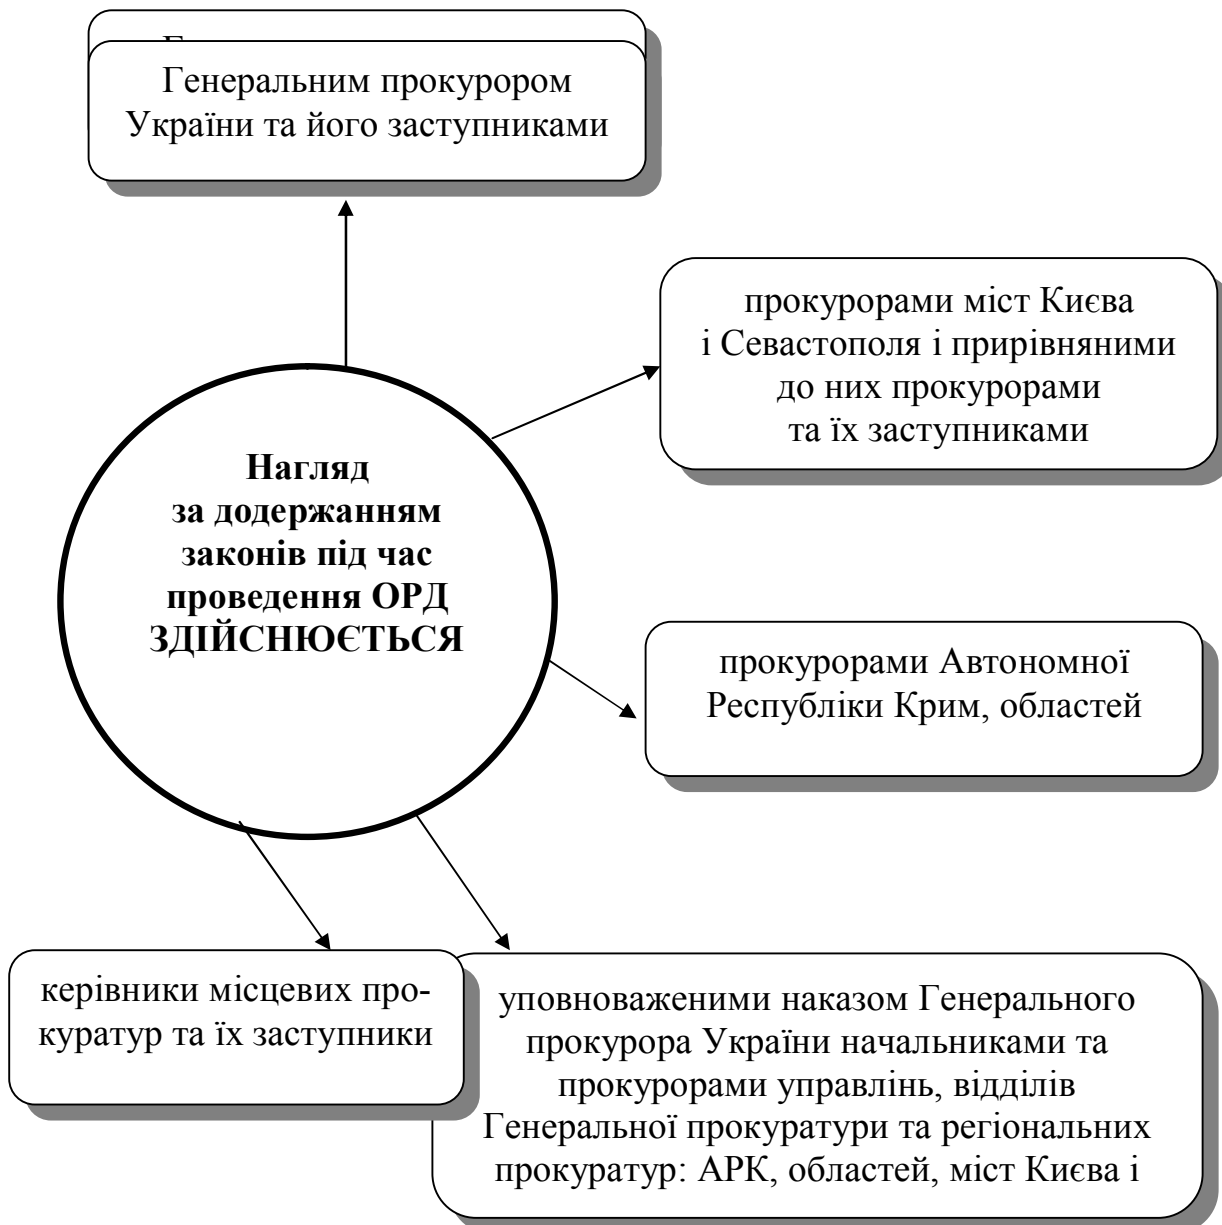 Генеральним прокурором
України та його заступниками
прокурорами міст Києва
і Севастополя і прирівняними
до них прокурорами
та їх заступниками
Нагляд
за додержанням
законів під час
проведення ОРД
ЗДІЙСНЮЄТЬСЯ
прокурорами Автономної
Республіки Крим, областей
керівники місцевих про-
куратур та їх заступники
уповноваженими наказом Генерального
прокурора України начальниками та
прокурорами управлінь, відділів
Генеральної прокуратури та регіональних
прокуратур: АРК, областей, міст Києва і